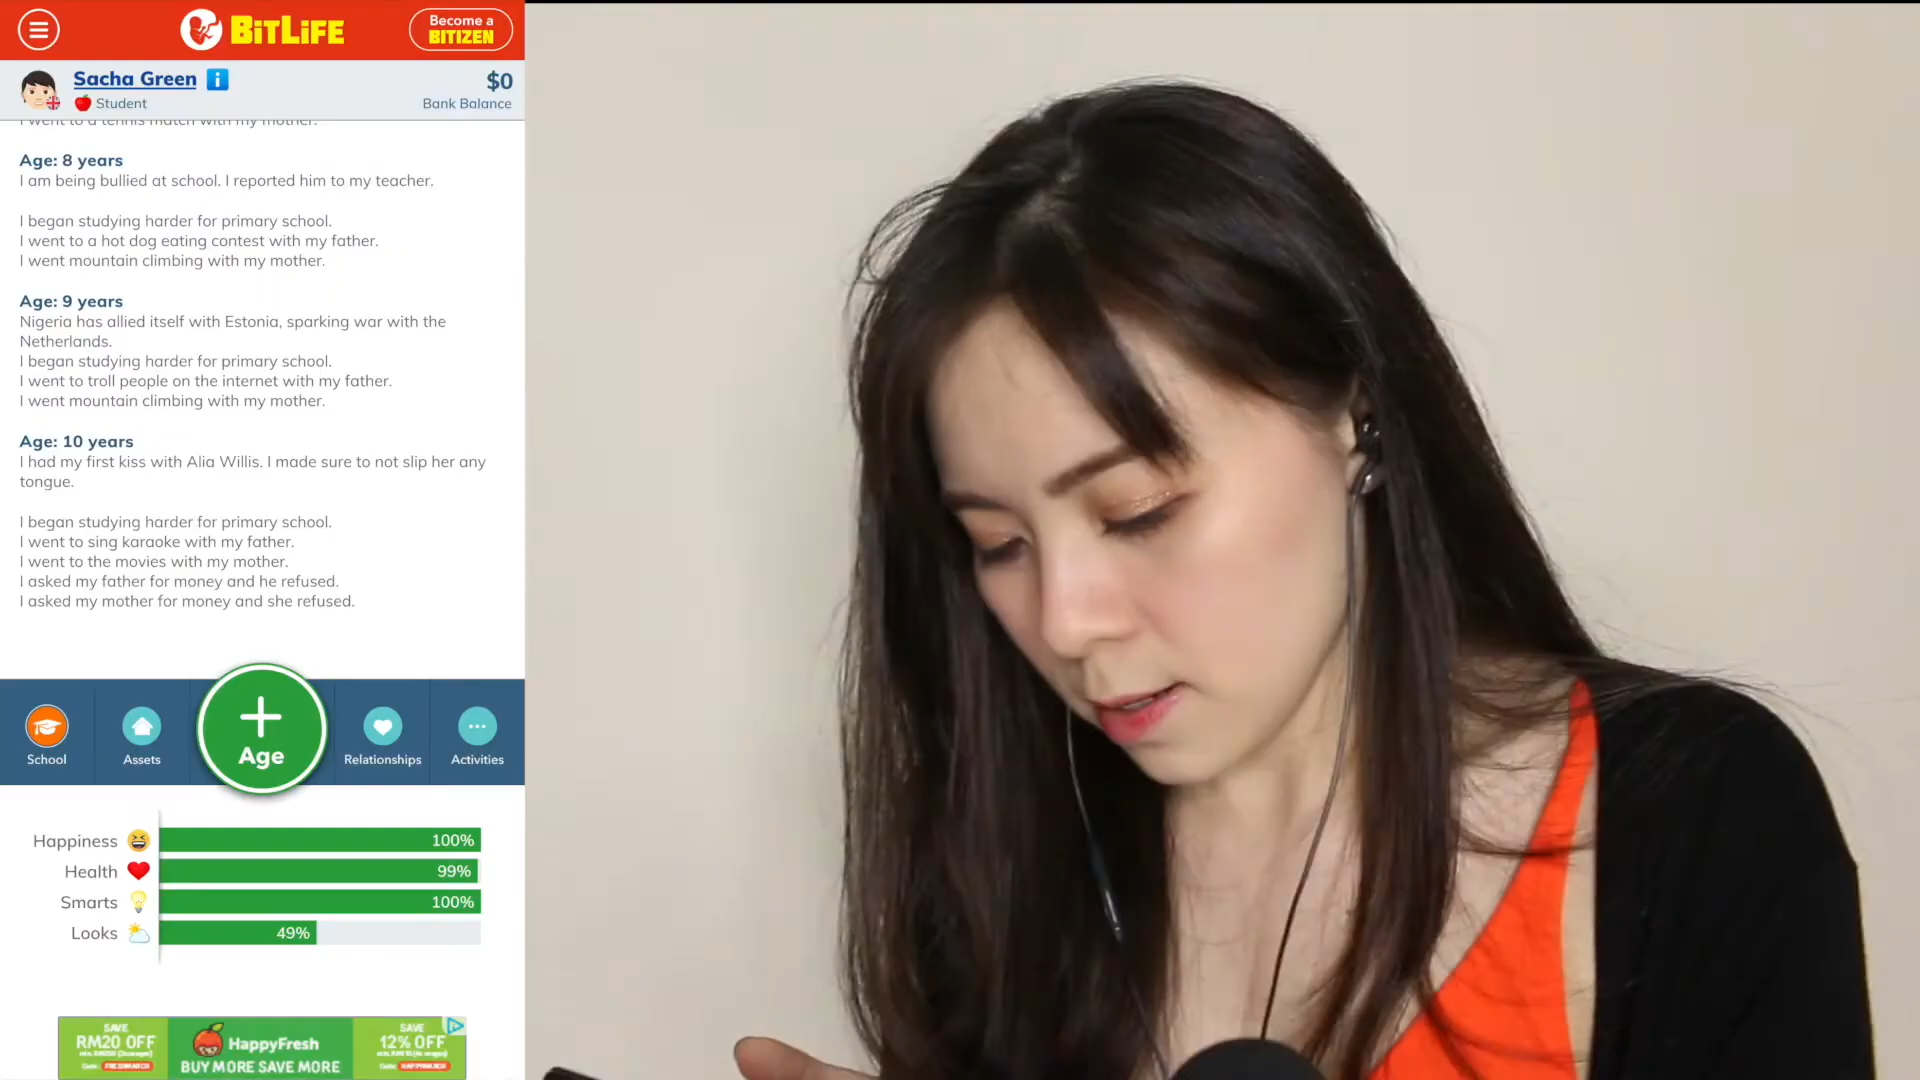 BiTLiFE
Become a
BITIZEN
Sacha Green
$0
Student
Bank Balance
I went to a tennis match with my mother.
Age: 8 years
I am being bullied at school. I reported him to my teacher.
I began studying harder for primary school.
I went to a hot dog eating contest with my father.
I went mountain climbing with my mother.
Age: 9 years
Nigeria has allied itself with Estonia, sparking war with the
Netherlands.
I began studying harder for primary school.
I went to troll people on the internet with my father.
I went mountain climbing with my mother.
Age: 10 years
I had my first kiss with Alia Willis. I made sure to not slip her any
tongue.
I began studying harder for primary school.
I went to sing karaoke with my father.
I went to the movies with my mother.
I asked my father for money and he refused.
I asked my mother for money and she refused.
School
Assets
Age
Relationships
Activities
Happiness 100%
Health 99%
Smarts 100%
Looks 49%
SAVE
RM20 OFF
HappyFresh
BUY MORE SAVE MORE
SAVE
12% OFF